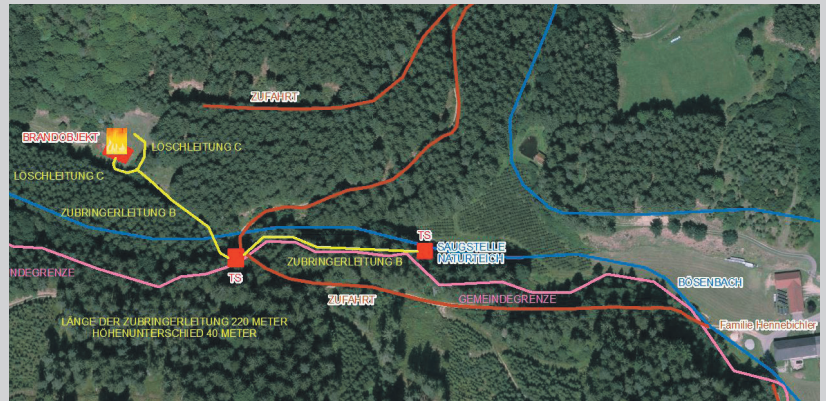 ZUFAHRT
BRANDOBJEKT
LÖSCHLEITUNG C
LÖSCHLEITUNG C
ZUBRINGERLEITUNG B
TS
SAUGSTELLE
NATURTEICH
ZUBRINGERLEITUNG B
NDEGRENZE
TS
BÖSENBACH
ZUFAHRT
GEMEINDEGRENZE
LÄNGE DER ZUBRINGERLEITUNG 220 METER
HÖHENUNTERSCHIED 40 METER
Familie Hennebichler